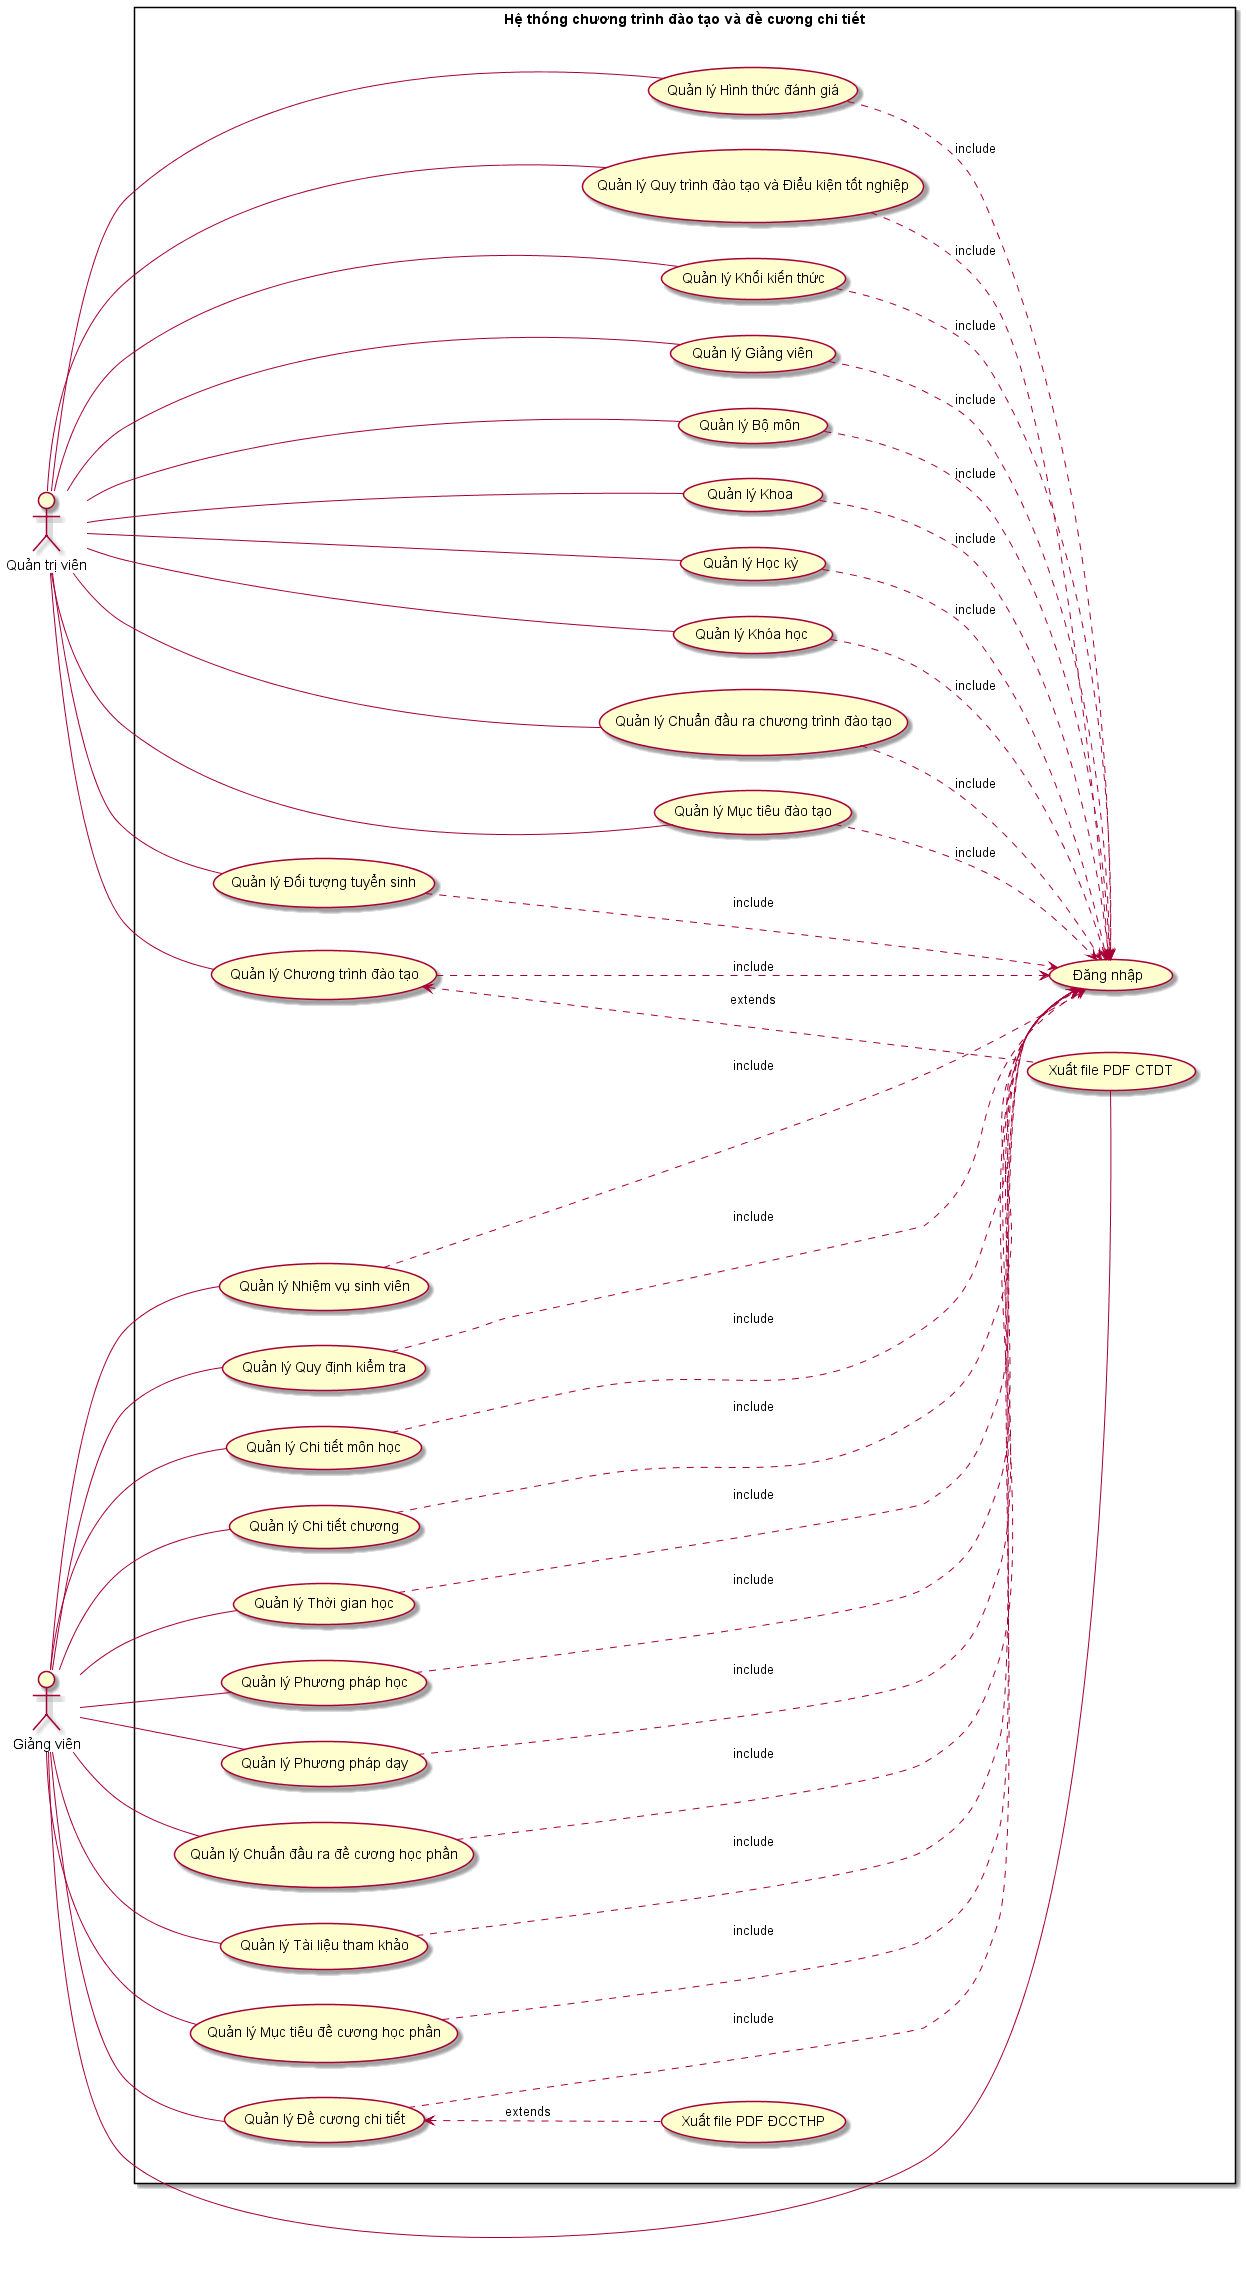 Hệ thống chương trình đào tạo và đề cương chi tiết
Quản lý Hình thức đánh giá
include
Quản lý Quy trình đào tạo và Điều kiện tốt nghiệp
include
Quản lý Khối kiến thức
include
Quản lý Giảng viên
include
Quản lý Bộ môn
include
Quản lý Khoa
include
Quản trị viên
Quản lý Học kỳ
include
Quản lý Khóa học
include
Quản lý Chuẩn đầu ra chương trình đào tạo
include
Quản lý Mục tiêu đào tạo
include
Quản lý Đối tượng tuyển sinh
include
Quản lý Chương trình đào tạo
include
Đăng nhập
extends
Xuất file PDF CTDT
include
Quản lý Nhiệm vụ sinh viên
include
Quản lý Quy định kiểm tra
include
Quản lý Chi tiết môn học
include
Quản lý Chi tiết chương
include
Quản lý Thời gian học
include
Quản lý Phương pháp học
include
Giảng viên
Quản lý Phương pháp dạy
include
Quản lý Chuẩn đầu ra đề cương học phần
include
Quản lý Tài liệu tham khảo
include
Quản lý Mục tiêu đề cương học phần
include
Quản lý Đề cương chi tiết
extends
Xuất file PDF ĐCCTHP